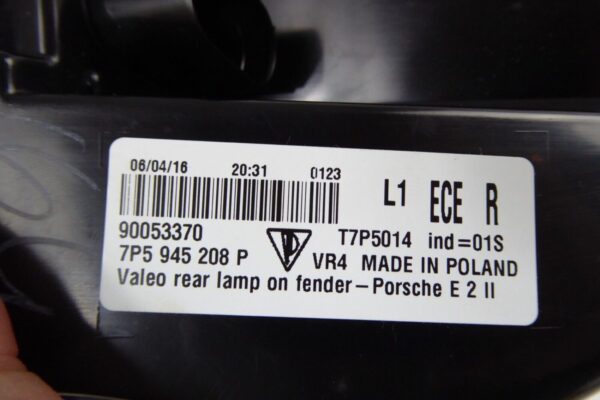 06/04/16 20:31 0123
L1 ECE R
90053370 T7P5014 ind=01S
7P5 945 208 P VR4 MADE IN POLAND
Valeo rear lamp on fender-Porsche E 2 II